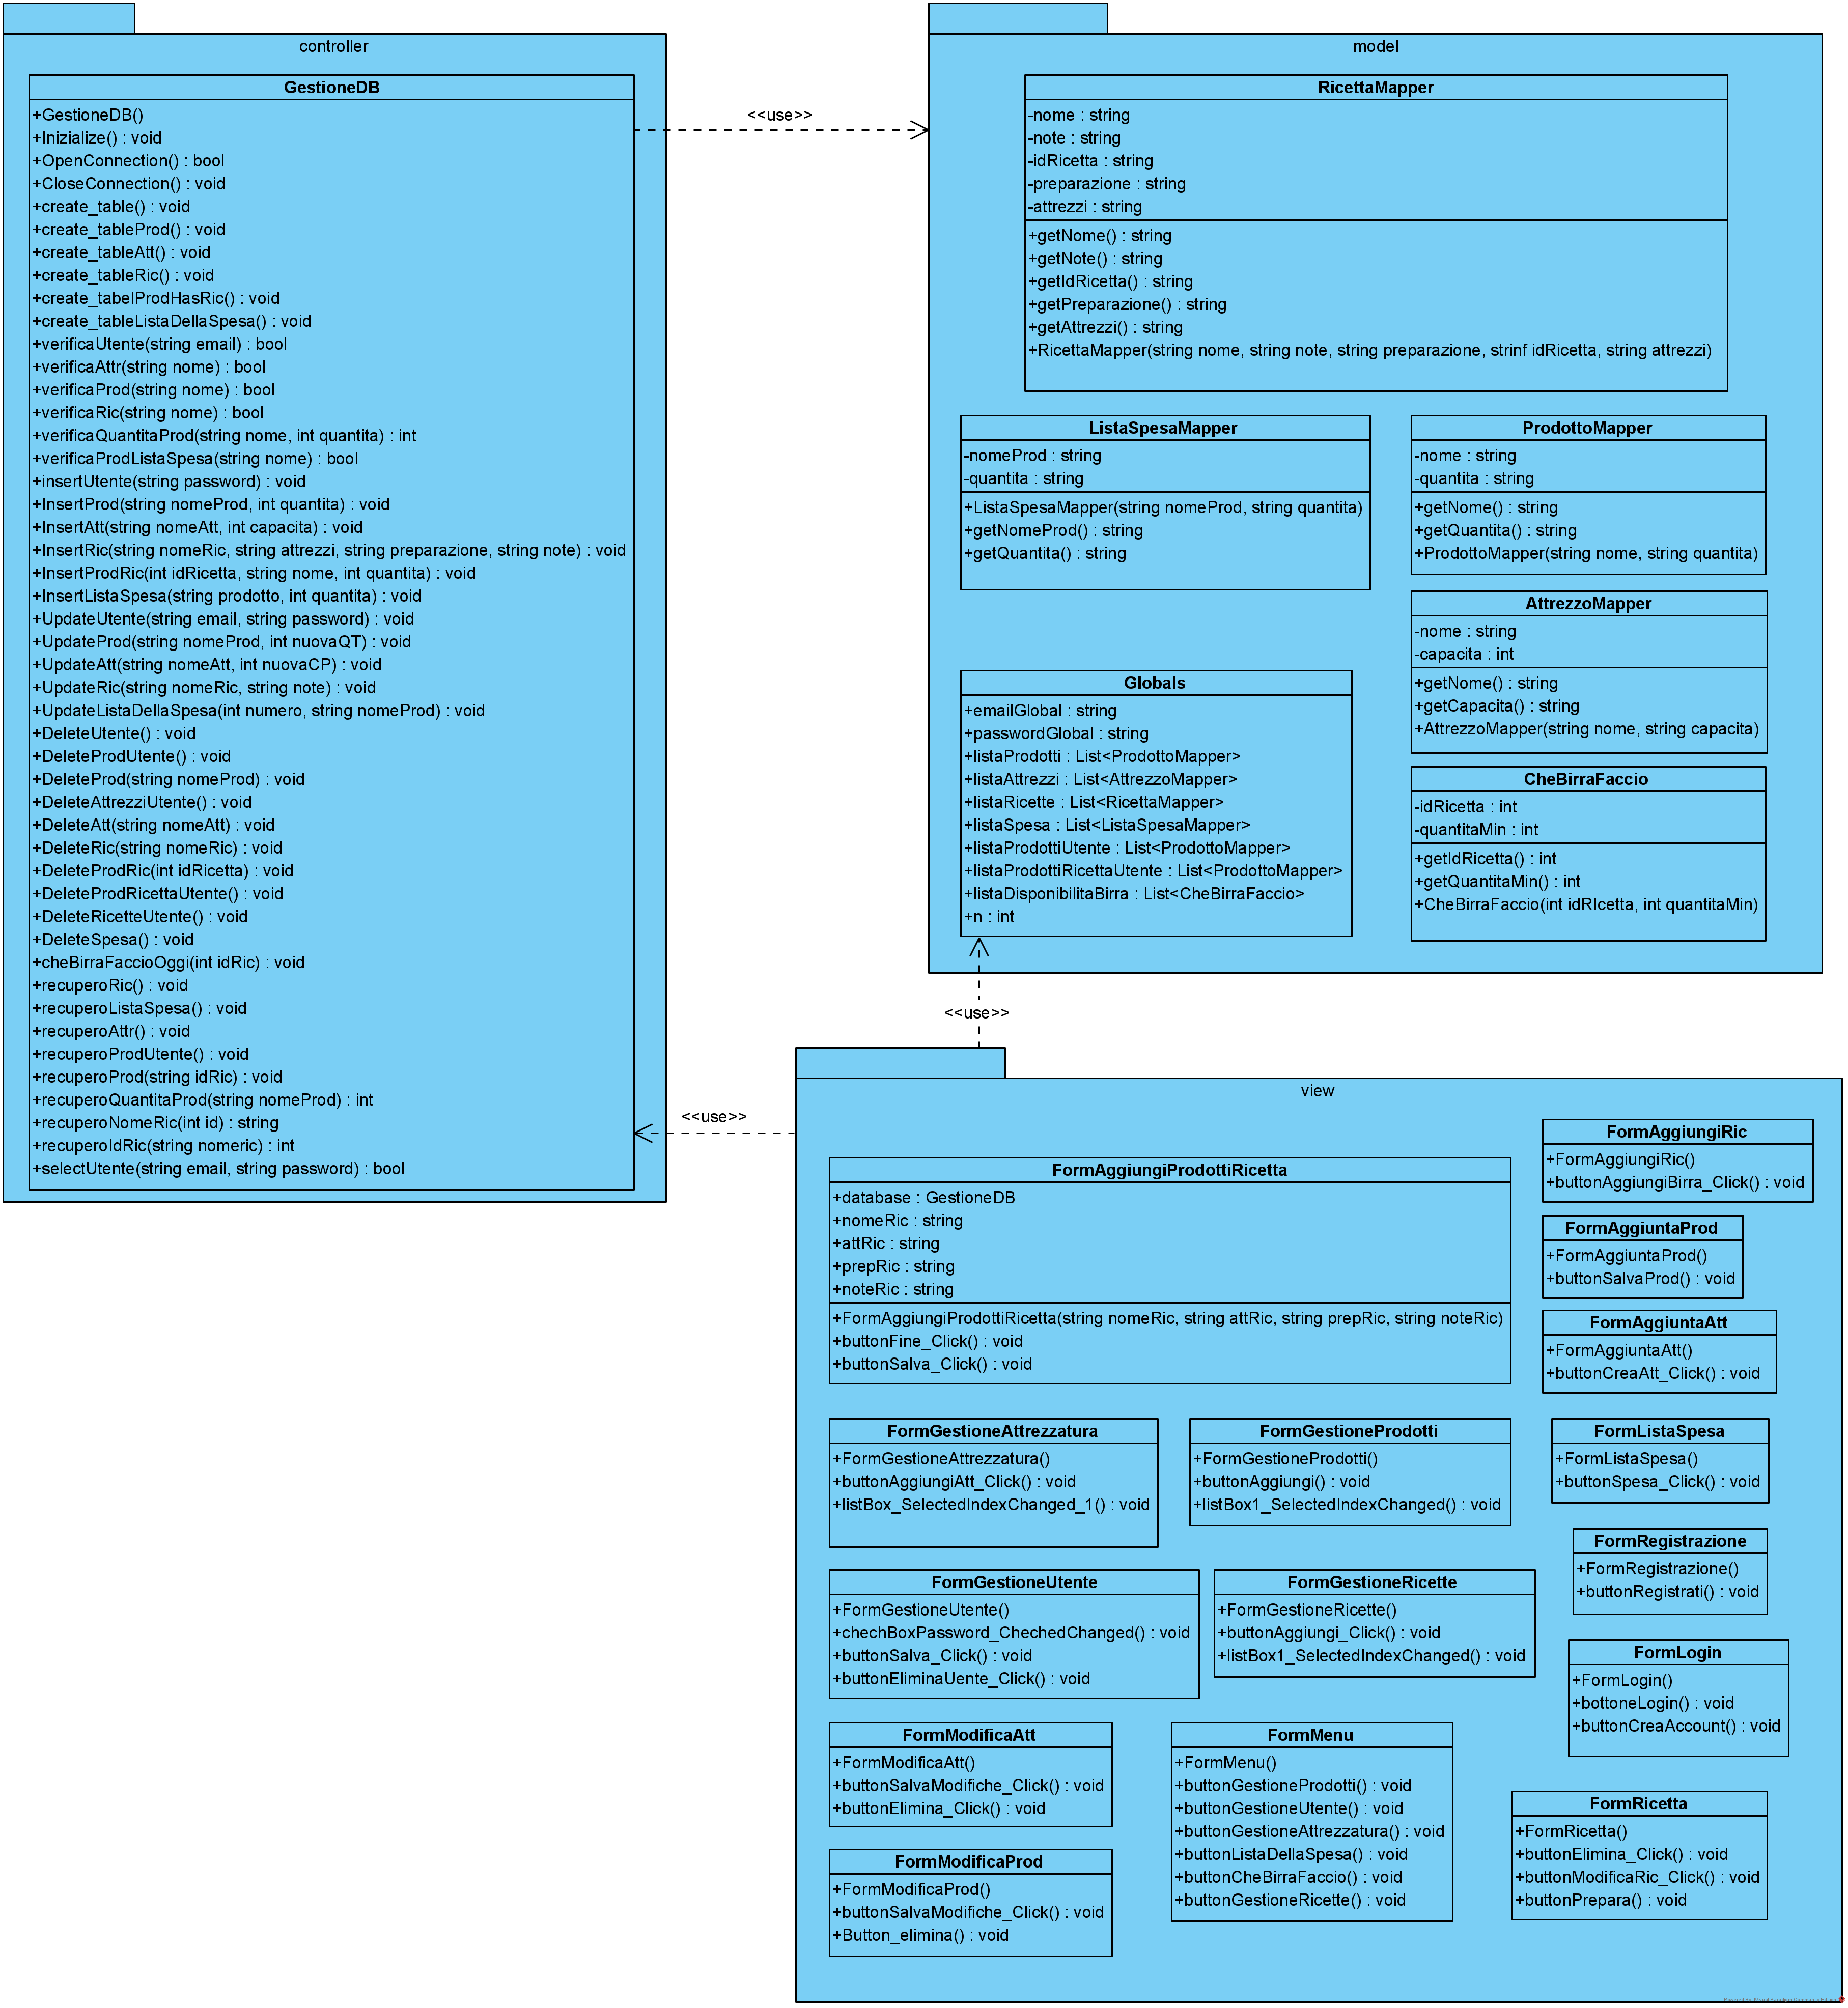 controller
GestioneDB
+GestioneDB()
+Inizialize() : void
+OpenConnection() : bool
+CloseConnection() : void
+create_table() : void
+create_tableProd() : void
+create_tableAtt() : void
+create_tableRic() : void
+create_tabelProdHasRic() : void
+create_tableListaDellaSpesa() : void
+verificaUtente(string email) : bool
+verificaAttr(string nome) : bool
+verificaProd(string nome) : bool
+verificaRic(string nome) : bool
+verificaQuantitaProd(string nome, int quantita) : int
+verificaProdListaSpesa(string nome) : bool
+insertUtente(string password) : void
+InsertProd(string nomeProd, int quantita) : void
+InsertAtt(string nomeAtt, int capacita) : void
+InsertRic(string nomeRic, string attrezzi, string preparazione, string note) : void
+InsertProdRic(int idRicetta, string nome, int quantita) : void
+InsertListaSpesa(string prodotto, int quantita) : void
+UpdateUtente(string email, string password) : void
+UpdateProd(string nomeProd, int nuovaQT) : void
+UpdateAtt(string nomeAtt, int nuovaCP) : void
+UpdateRic(string nomeRic, string note) : void
+UpdateListaDellaSpesa(int numero, string nomeProd) : void
+DeleteUtente() : void
+DeleteProdUtente() : void
+DeleteProd(string nomeProd) : void
+DeleteAttrezziUtente() : void
+DeleteAtt(string nomeAtt) : void
+DeleteRic(string nomeRic) : void
+DeleteProdRic(int idRicetta) : void
+DeleteProdRicettaUtente() : void
+DeleteRicetteUtente() : void
+DeleteSpesa() : void
+cheBirraFaccioOggi(int idRic) : void
+recuperoRic() : void
+recuperoListaSpesa() : void
+recuperoAttr() : void
+recuperoProdUtente() : void
+recuperoProd(string idRic) : void
+recuperoQuantitaProd(string nomeProd) : int
+recuperoNomeRic(int id) : string
+recuperoIdRic(string nomeric) : int
+selectUtente(string email, string password) : bool
<<use>>
model
RicettaMapper
-nome : string
-note : string
-idRicetta : string
-preparazione : string
-attrezzi : string
+getNome() : string
+getNote() : string
+getIdRicetta() : string
+getPreparazione() : string
+getAttrezzi() : string
+RicettaMapper(string nome, string note, string preparazione, strinf idRicetta, string attrezzi)
ListaSpesaMapper
-nomeProd : string
-quantita : string
+ListaSpesaMapper(string nomeProd, string quantita)
+getNomeProd() : string
+getQuantita() : string
ProdottoMapper
-nome : string
-quantita : string
+getNome() : string
+getQuantita() : string
+ProdottoMapper(string nome, string quantita)
AttrezzoMapper
-nome : string
-capacita : int
+getNome() : string
+getCapacita() : string
+AttrezzoMapper(string nome, string capacita)
Globals
+emailGlobal : string
+passwordGlobal : string
+listaProdotti : List<ProdottoMapper>
+listaAttrezzi : List<AttrezzoMapper>
+listaRicette : List<RicettaMapper>
+listaSpesa : List<ListaSpesaMapper>
+listaProdottiUtente : List<ProdottoMapper>
+listaProdottiRicettaUtente : List<ProdottoMapper>
+listaDisponibilitaBirra : List<CheBirraFaccio>
+n : int
CheBirraFaccio
-idRicetta : int
-quantitaMin : int
+getIdRicetta() : int
+getQuantitaMin() : int
+CheBirraFaccio(int idRIcetta, int quantitaMin)
<<use>>
<<use>>
view
FormAggiungiProdottiRicetta
+database : GestioneDB
+nomeRic : string
+attRic : string
+prepRic : string
+noteRic : string
+FormAggiungiProdottiRicetta(string nomeRic, string attRic, string prepRic, string noteRic)
+buttonFine_Click() : void
+buttonSalva_Click() : void
FormAggiungiRic
+FormAggiungiRic()
+buttonAggiungiBirra_Click() : void
FormAggiuntaProd
+FormAggiuntaProd()
+buttonSalvaProd() : void
FormAggiuntaAtt
+FormAggiuntaAtt()
+buttonCreaAtt_Click() : void
FormGestioneAttrezzatura
+FormGestioneAttrezzatura()
+buttonAggiungiAtt_Click() : void
+listBox_SelectedIndexChanged_1() : void
FormGestioneProdotti
+FormGestioneProdotti()
+buttonAggiungi() : void
+listBox1_SelectedIndexChanged() : void
FormListaSpesa
+FormListaSpesa()
+buttonSpesa_Click() : void
FormRegistrazione
+FormRegistrazione()
+buttonRegistrati() : void
FormGestioneUtente
+FormGestioneUtente()
+chechBoxPassword_ChechedChanged() : void
+buttonSalva_Click() : void
+buttonEliminaUente_Click() : void
FormGestioneRicette
+FormGestioneRicette()
+buttonAggiungi_Click() : void
+listBox1_SelectedIndexChanged() : void
FormLogin
+FormLogin()
+bottoneLogin() : void
+buttonCreaAccount() : void
FormModificaAtt
+FormModificaAtt()
+buttonSalvaModifiche_Click() : void
+buttonElimina_Click() : void
FormMenu
+FormMenu()
+buttonGestioneProdotti() : void
+buttonGestioneUtente() : void
+buttonGestioneAttrezzatura() : void
+buttonListaDellaSpesa() : void
+buttonCheBirraFaccio() : void
+buttonGestioneRicette() : void
FormRicetta
+FormRicetta()
+buttonElimina_Click() : void
+buttonModificaRic_Click() : void
+buttonPrepara() : void
FormModificaProd
+FormModificaProd()
+buttonSalvaModifiche_Click() : void
+Button_elimina() : void